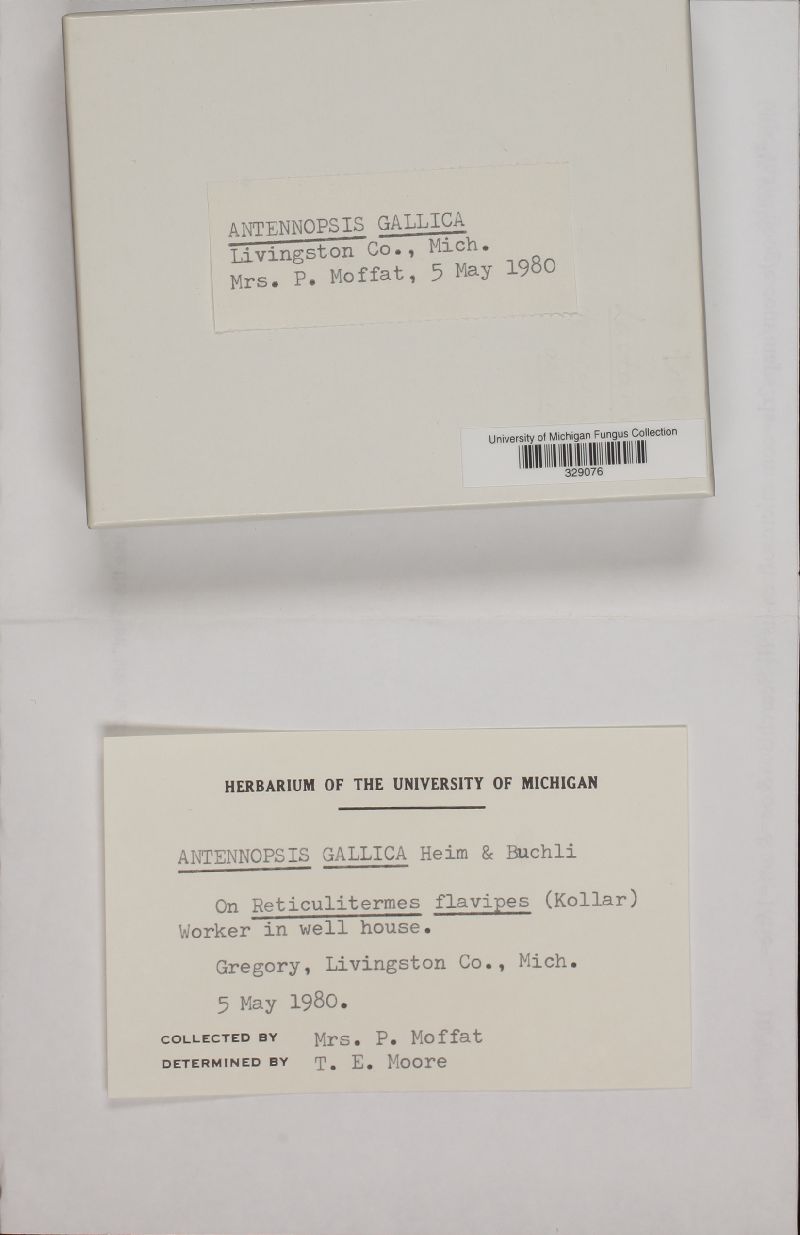 ANTENNOPSIS GALLICA
Livingston Co., Mich.
Mrs. P. Moffat, 5 May 1980
University of Michigan Fungus Collection
329076
HERBARIUM OF THE UNIVERSITY OF MICHIGAN
ANTENNOPSIS GALLICA Heim & Buchli
On Reticulitermes flavipes (Kollar)
Worker in well house.
Gregory, Livingston Co., Mich.
5 May 1980.
COLLECTED BY Mrs. P. Moffat
DETERMINED BY T. E. Moore